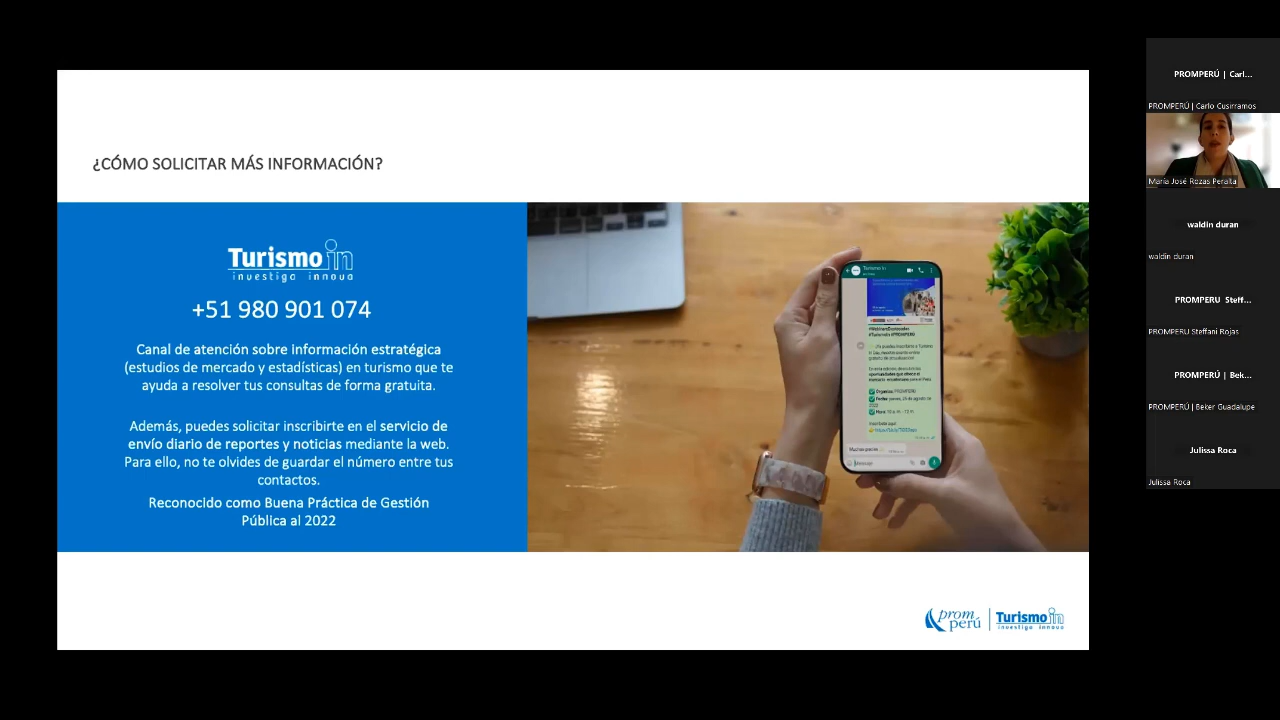 ¿CÓMO SOLICITAR MÁS INFORMACIÓN?
Turismo in
investiga innova
+51 980 901 074
Canal de atención sobre información estratégica
(estudios de mercado y estadísticas) en turismo que te
ayuda a resolver tus consultas de forma gratuita.
Además, puedes solicitar inscribirte en el servicio de
envío diario de reportes y noticias mediante la web.
Para ello, no te olvides de guardar el número entre tus
contactos.
Reconocido como Buena Práctica de Gestión
Pública al 2022
Turismo in
Message
prom
perú
Turismo in
investiga innova
PROMPERÚ | Carl...
PROMPERÚ | Carlo Cusirramos
María José Rozas Peralta
waldin duran
waldin duran
PROMPERU Steff...
PROMPERU Steffani Rojas
PROMPERÚ | Bek...
PROMPERÚ | Beker Guadalupe
Julissa Roca
Julissa Roca